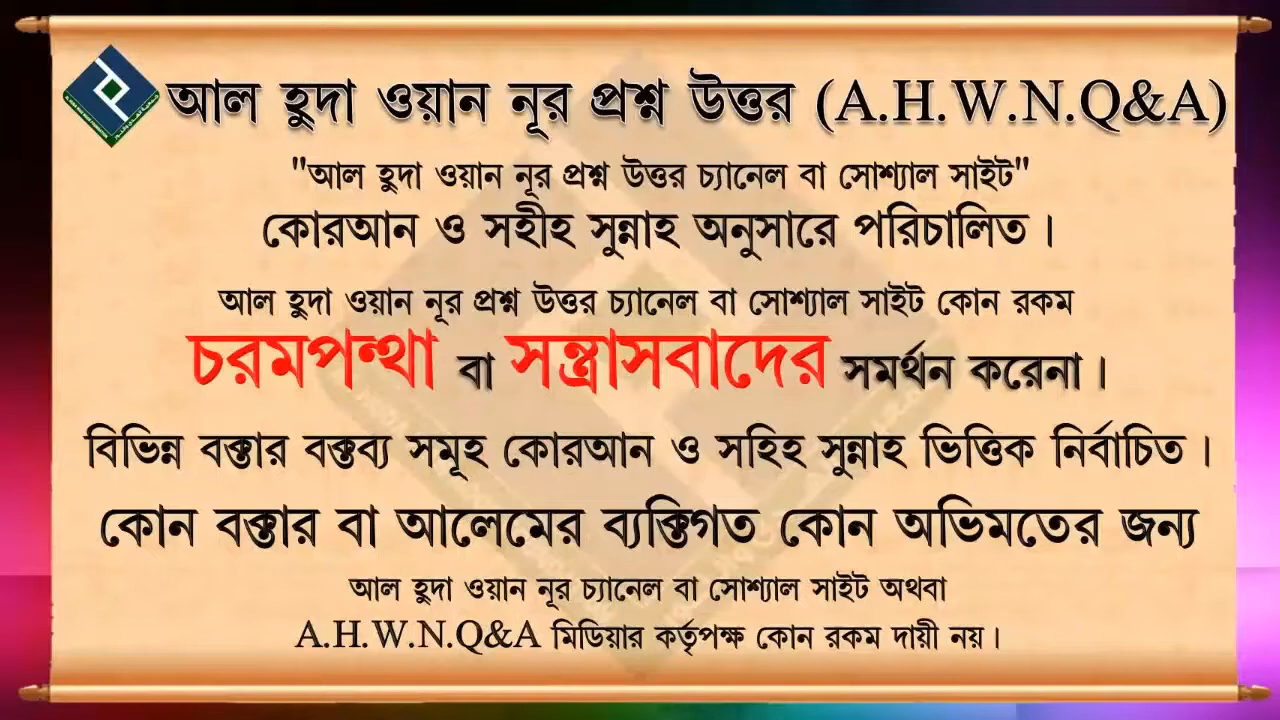 আল হুদা ওয়ান নূর প্রশ্ন উত্তর (A.H.W.N.Q&A)
"আল হুদা ওয়ান নূর প্রশ্ন উত্তর চ্যানেল বা সোশ্যাল সাইট"
কোরআন ও সহীহ সুন্নাহ অনুসারে পরিচালিত।
আল হুদা ওয়ান নূর প্রশ্ন উত্তর চ্যানেল বা সোশ্যাল সাইট কোন রকম
চরমপন্থা বা সন্ত্রাসবাদের সমর্থন করেনা।
বিভিন্ন বক্তার বক্তব্য সমূহ কোরআন ও সহিহ সুন্নাহ ভিত্তিক নির্বাচিত।
কোন বক্তার বা আলেমের ব্যক্তিগত কোন অভিমতের জন্য
আল হুদা ওয়ান নূর চ্যানেল বা সোশ্যাল সাইট অথবা
A.H.W.N.Q&A মিডিয়ার কর্তৃপক্ষ কোন রকম দায়ী নয়।